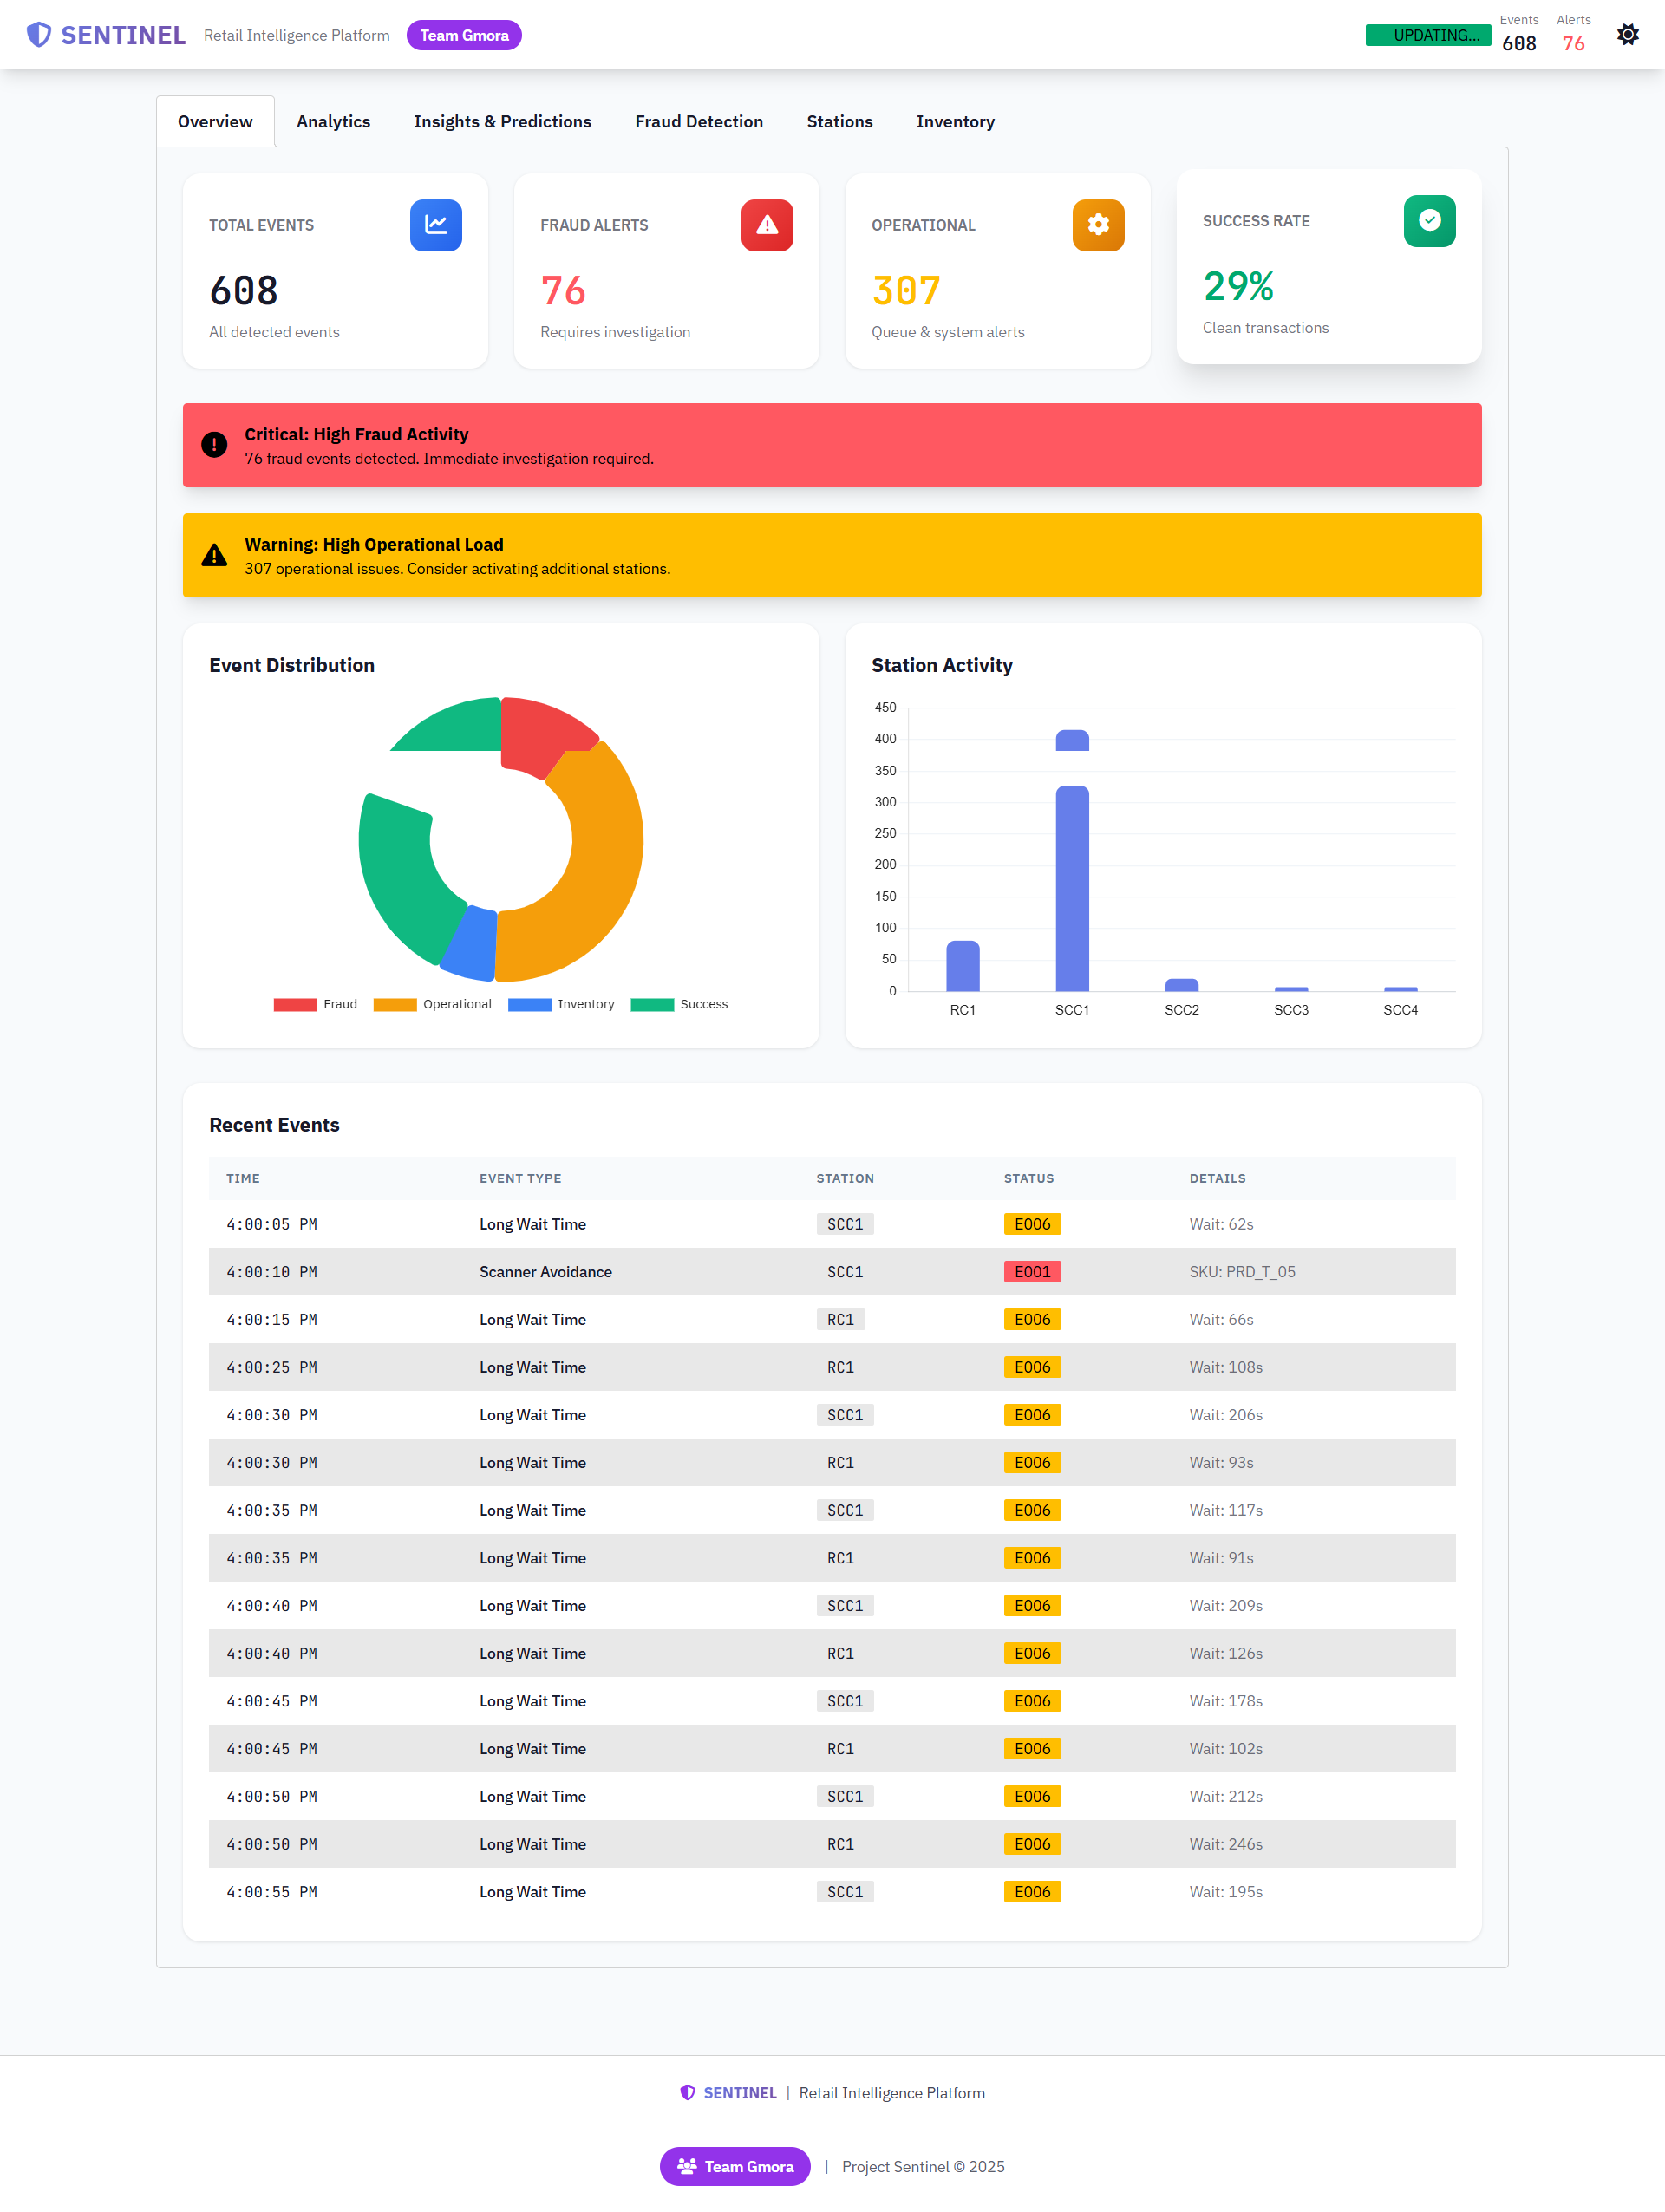 SENTINEL Retail Intelligence Platform Team Gmora UPDATING... Events 608 Alerts 76
Overview Analytics Insights & Predictions Fraud Detection Stations Inventory
TOTAL EVENTS
608
All detected events
FRAUD ALERTS
76
Requires investigation
OPERATIONAL
307
Queue & system alerts
SUCCESS RATE
29%
Clean transactions
Critical: High Fraud Activity
76 fraud events detected. Immediate investigation required.
Warning: High Operational Load
307 operational issues. Consider activating additional stations.
Event Distribution
Fraud Operational Inventory Success
Station Activity
450
400
350
300
250
200
150
100
50
0
RC1 SCC1 SCC2 SCC3 SCC4
Recent Events
TIME EVENT TYPE STATION STATUS DETAILS
4:00:05 PM Long Wait Time SCC1 E006 Wait: 62s
4:00:10 PM Scanner Avoidance SCC1 E001 SKU: PRD_T_05
4:00:15 PM Long Wait Time RC1 E006 Wait: 66s
4:00:25 PM Long Wait Time RC1 E006 Wait: 108s
4:00:30 PM Long Wait Time SCC1 E006 Wait: 206s
4:00:30 PM Long Wait Time RC1 E006 Wait: 93s
4:00:35 PM Long Wait Time SCC1 E006 Wait: 117s
4:00:35 PM Long Wait Time RC1 E006 Wait: 91s
4:00:40 PM Long Wait Time SCC1 E006 Wait: 209s
4:00:40 PM Long Wait Time RC1 E006 Wait: 126s
4:00:45 PM Long Wait Time SCC1 E006 Wait: 178s
4:00:45 PM Long Wait Time RC1 E006 Wait: 102s
4:00:50 PM Long Wait Time SCC1 E006 Wait: 212s
4:00:50 PM Long Wait Time RC1 E006 Wait: 246s
4:00:55 PM Long Wait Time SCC1 E006 Wait: 195s
SENTINEL | Retail Intelligence Platform
Team Gmora | Project Sentinel © 2025